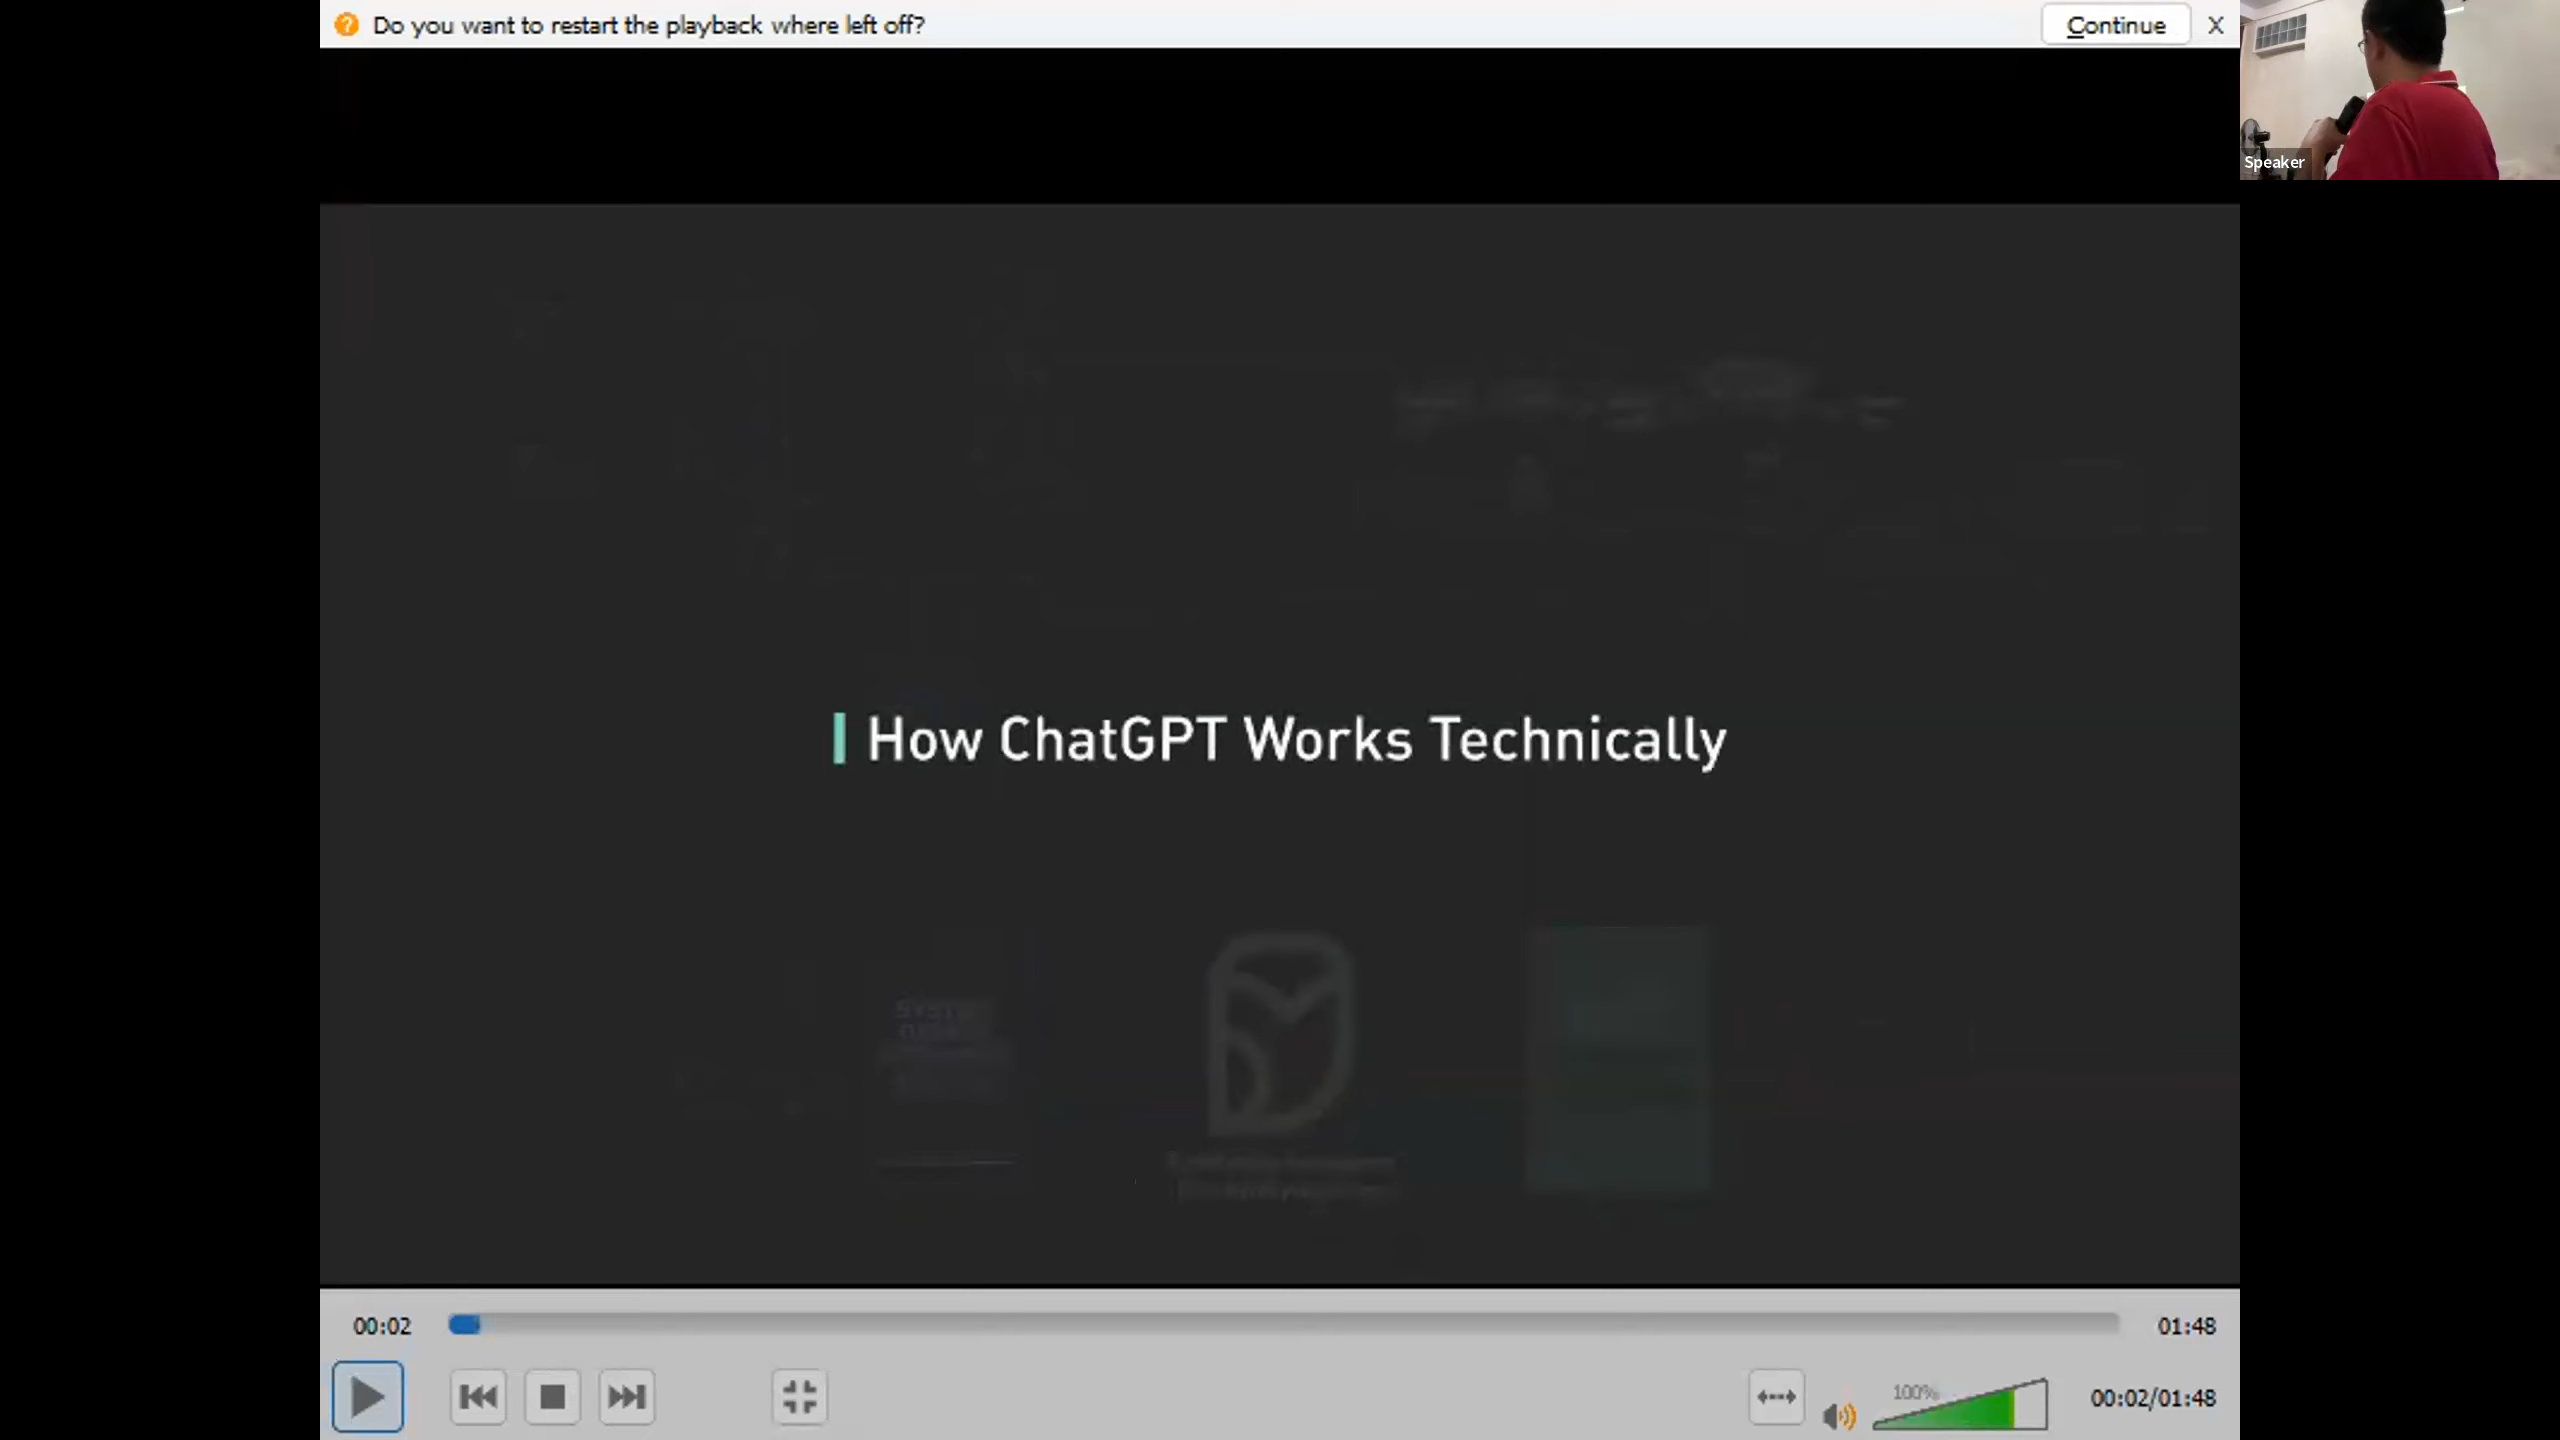 Do you want to restart the playback where left off?
Continue
X
Speaker
How ChatGPT Works Technically
00:02
01:48
100%
00:02/01:48